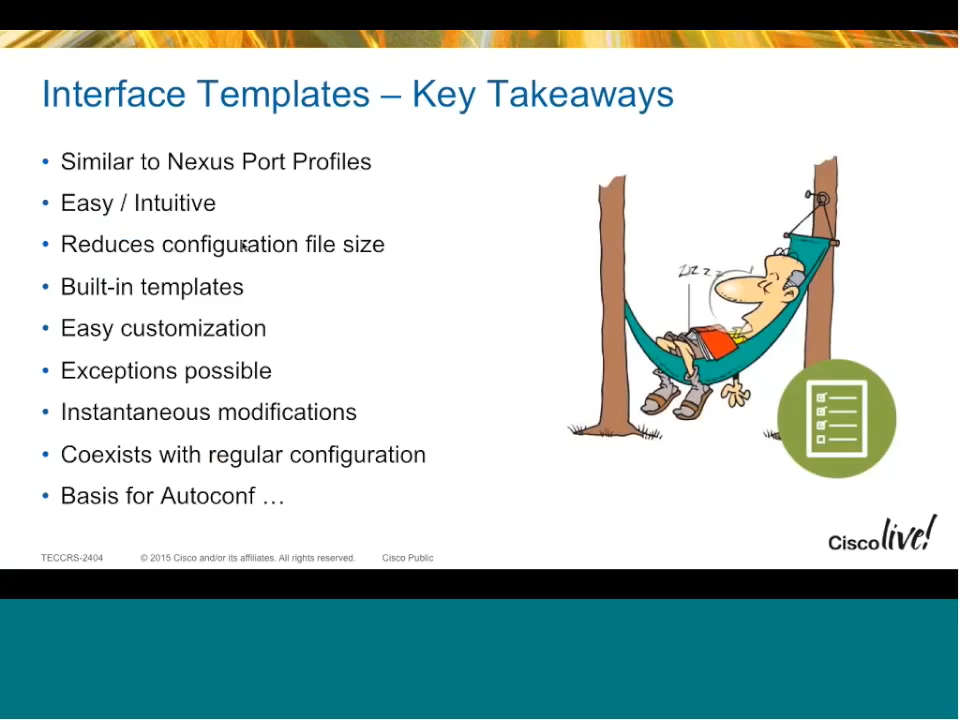 Interface Templates – Key Takeaways
• Similar to Nexus Port Profiles
• Easy / Intuitive
• Reduces configuration file size
• Built-in templates
• Easy customization
• Exceptions possible
• Instantaneous modifications
• Coexists with regular configuration
• Basis for Autoconf …
ZZ z z
TECCRS-2404 © 2015 Cisco and/or its affiliates. All rights reserved. Cisco Public
Cisco live!